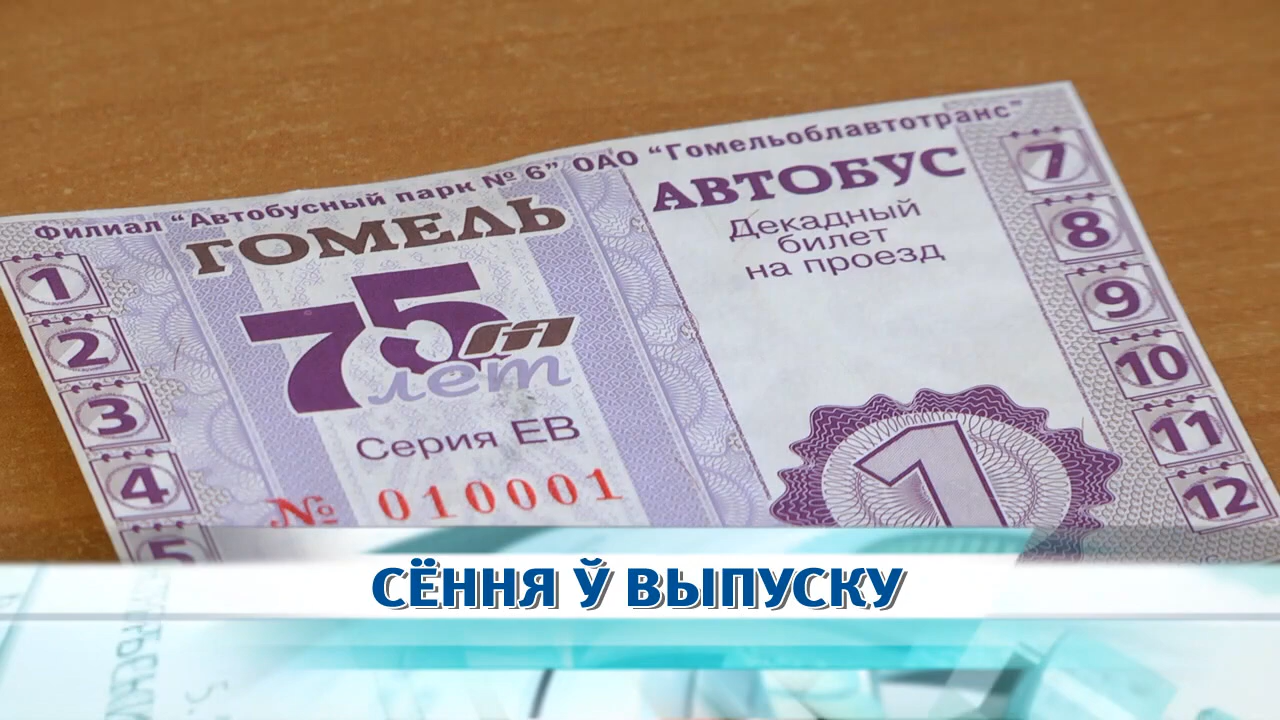 Филиал "Автобусный парк № 6" ОАО "Гомельоблавтотранс"
ГОМЕЛЬ
75
лет
Серия ЕВ
№ 010001
АВТОБУС
Декадный
билет
на проезд
1
1
2
3
4
5
7
8
9
10
11
12
СЁННЯ Ў ВЫПУСКУ